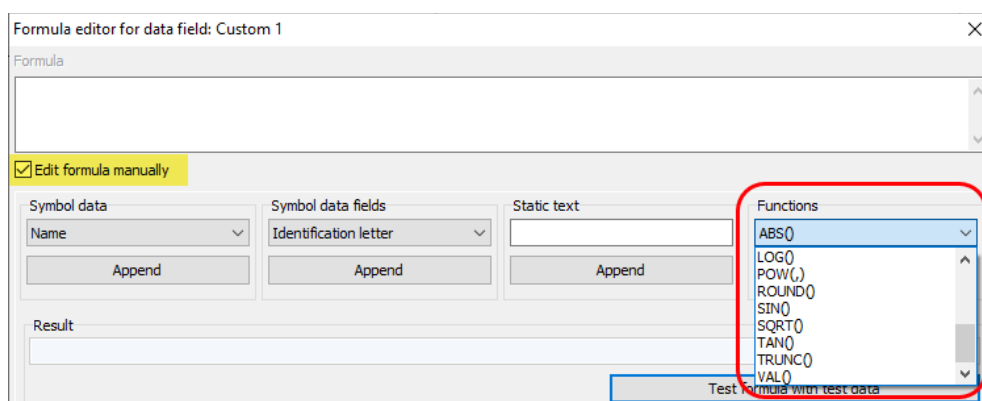 Formula editor for data field: Custom 1
Formula
Edit formula manually
Symbol data
Name
Append
Symbol data fields
Identification letter
Append
Static text
Append
Functions
ABS()
LOG()
POW(,)
ROUND()
SIN()
SQRT()
TAN()
TRUNC()
VAL()
Result
Test formula with test data